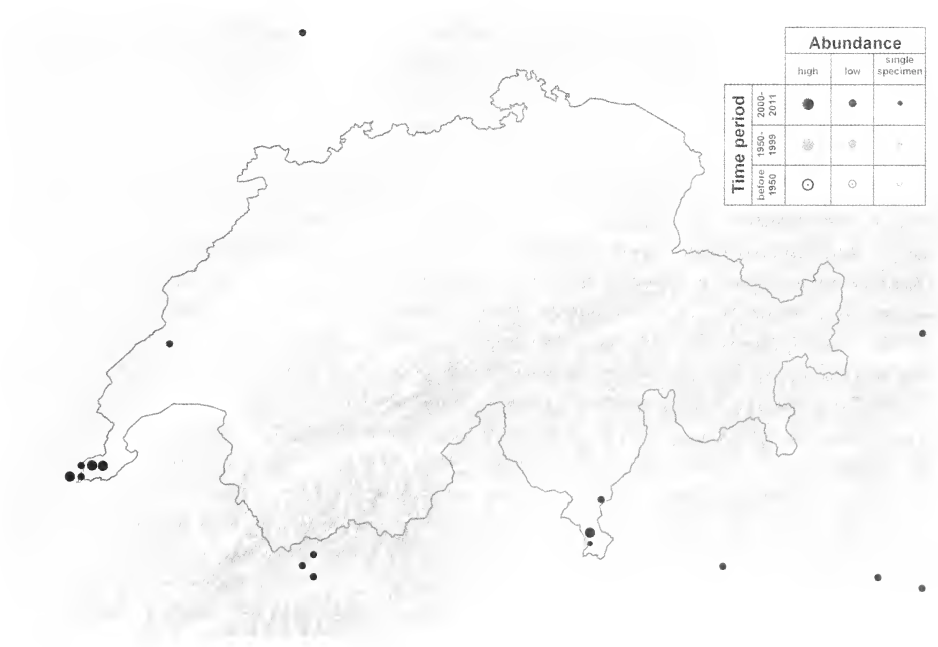 Abundance
high low single specimen
Time period
2000-2011
1950-1999
before 1950